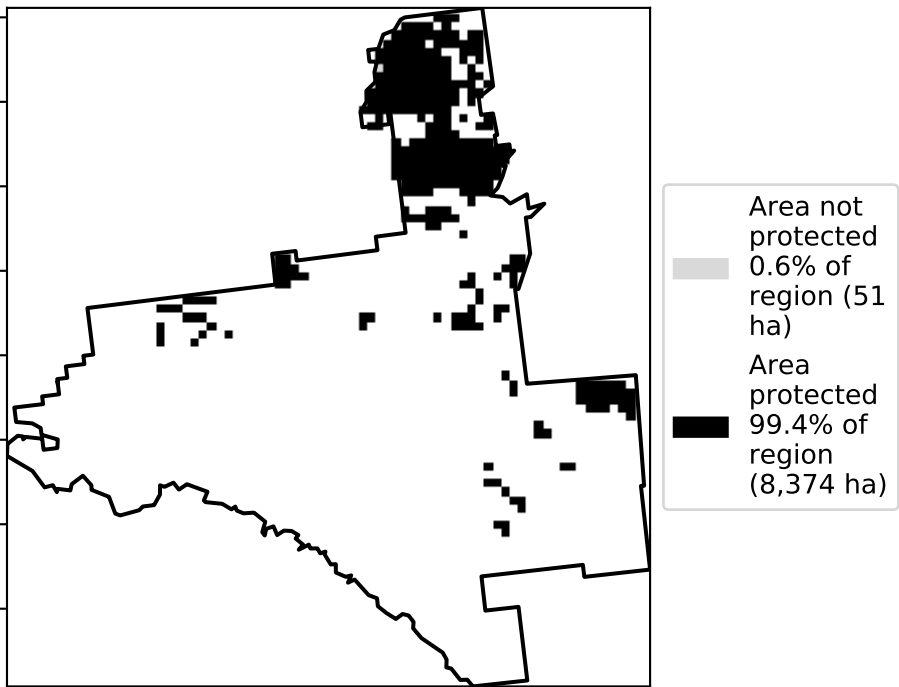 Area not
protected
0.6% of
region (51
ha)
Area
protected
99.4% of
region
(8,374 ha)